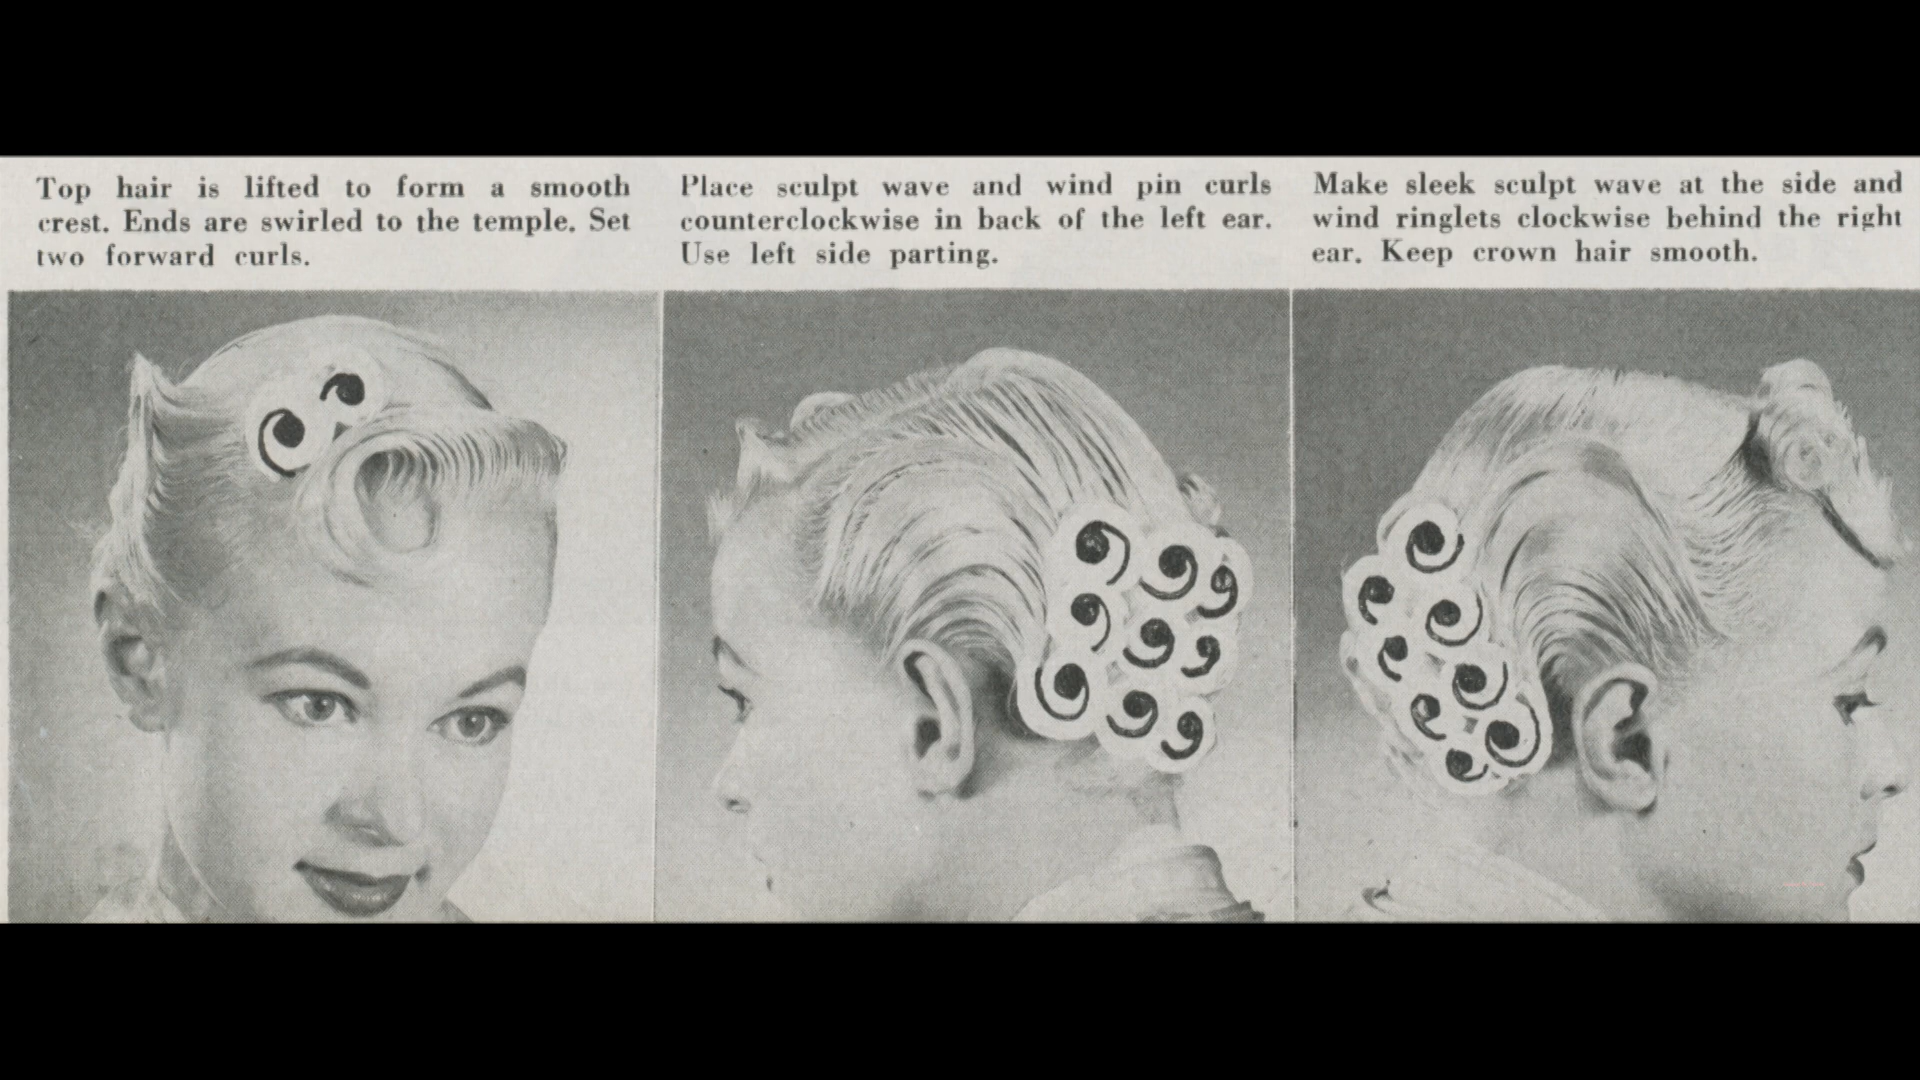 Top hair is lifted to form a smooth
crest. Ends are swirled to the temple. Set
two forward curls.
Place sculpt wave and wind pin curls
counterclockwise in back of the left ear.
Use left side parting.
Make sleek sculpt wave at the side and
wind ringlets clockwise behind the right
ear. Keep crown hair smooth.